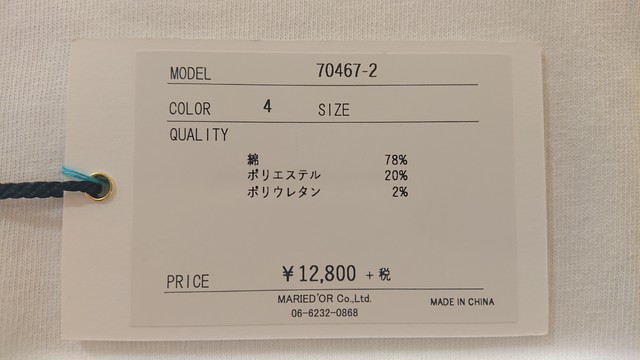 MODEL 70467-2
COLOR 4 SIZE
QUALITY
綿 78%
ポリエステル 20%
ポリウレタン 2%
PRICE ￥12,800 +税
MARIED'OR Co.,Ltd.
06-6232-0868
MADE IN CHINA